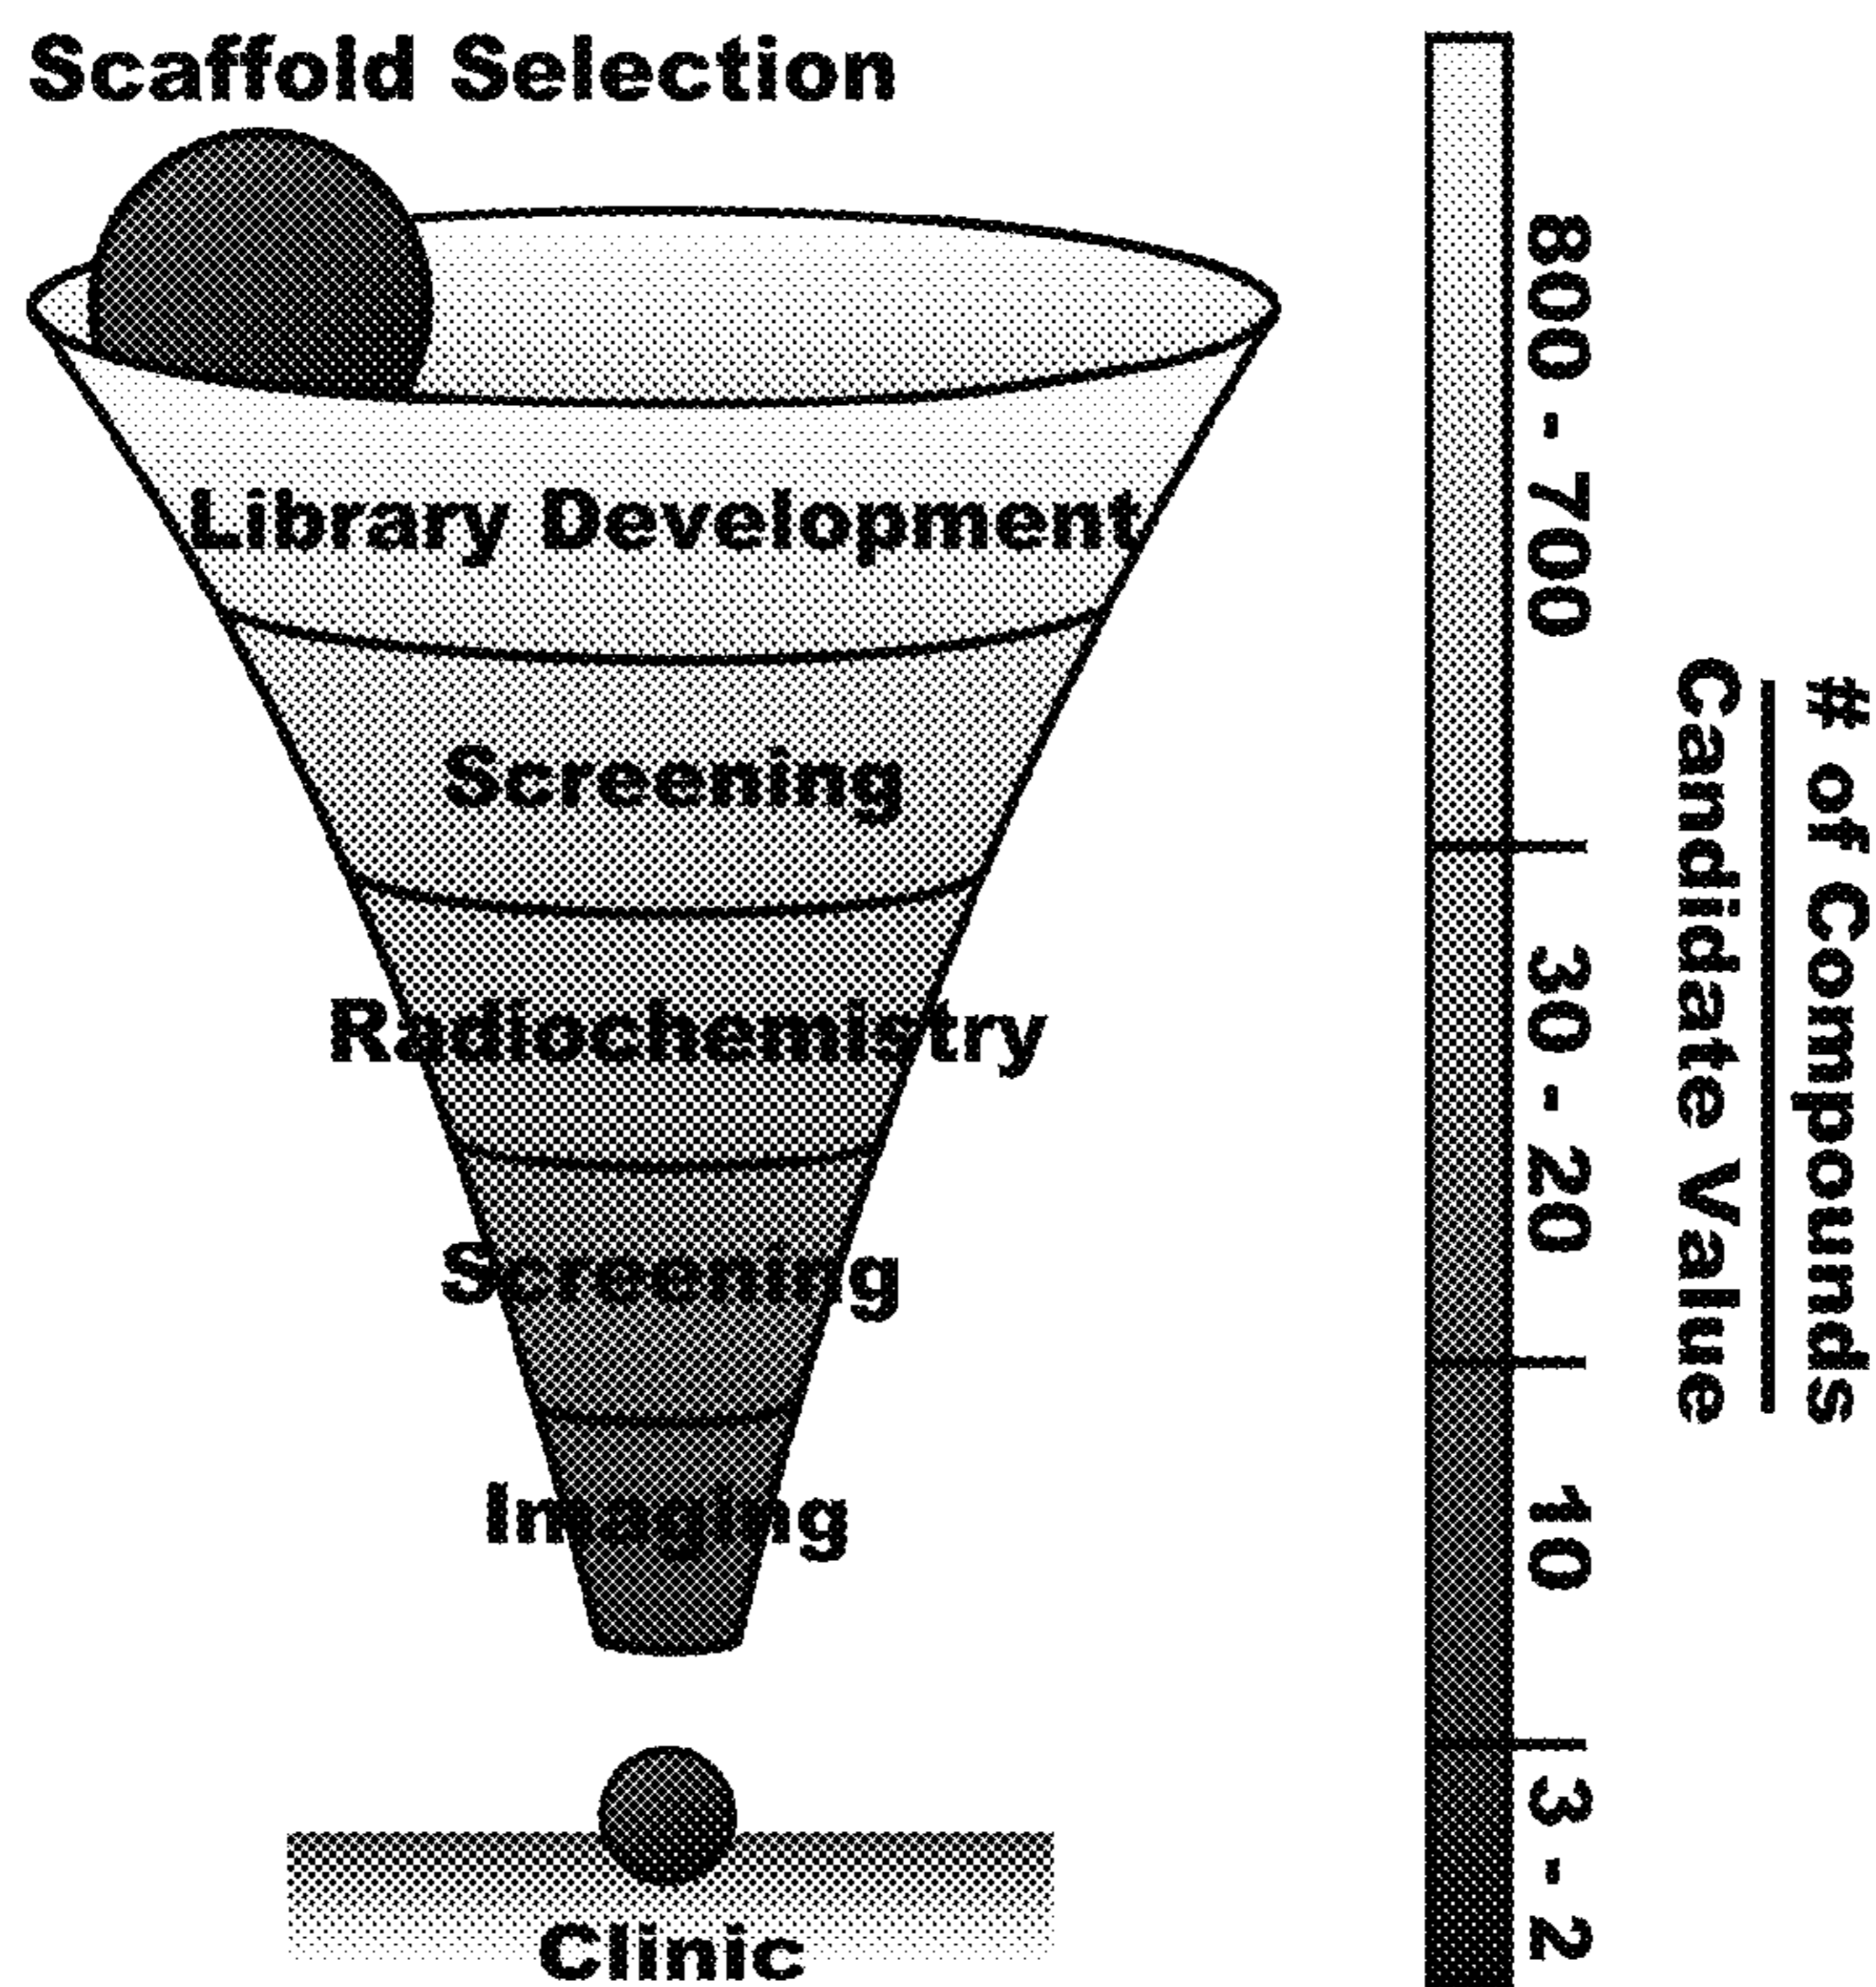 Scaffold Selection
Library Development
Screening
Radiochemistry
Screening
Imaging
Clinic
800 - 700
30 - 20
10
3 - 2
# of Compounds
Candidate Value